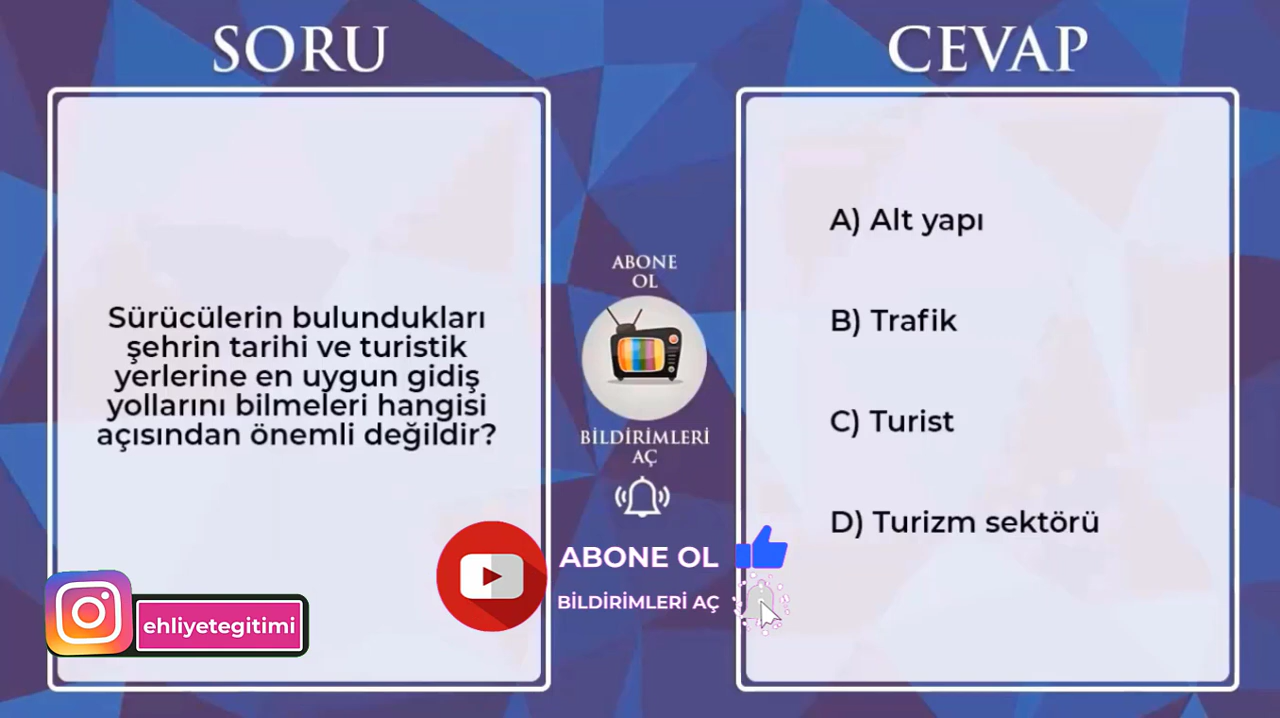 SORU
Sürücülerin bulundukları
şehrin tarihi ve turistik
yerlerine en uygun gidiş
yollarını bilmeleri hangisi
açısından önemli değildir?
ehliyetegitimi
ABONE
OL
BİLDİRİMLERİ
AÇ
ABONE OL
BİLDİRİMLERİ AÇ
CEVAP
A) Alt yapı
B) Trafik
C) Turist
D) Turizm sektörü